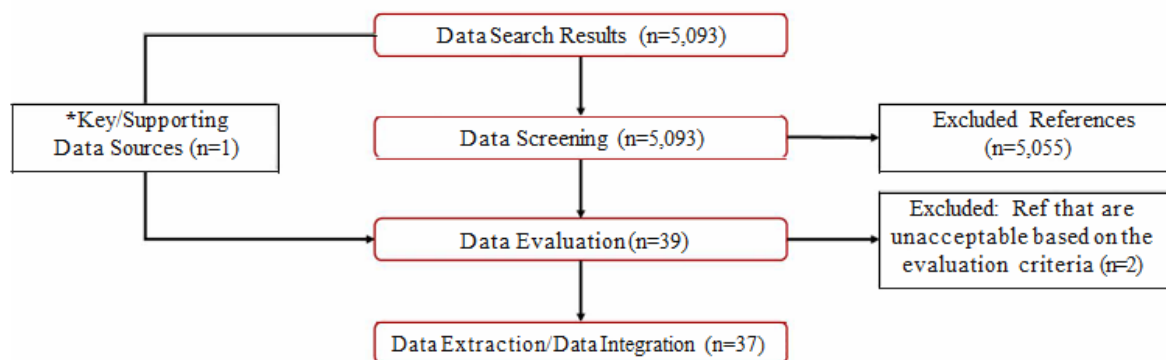 Data Search Results (n=5,093)
*Key/Supporting
Data Sources (n=1)
Data Screening (n=5,093)
Excluded References
(n=5,055)
Data Evaluation (n=39)
Excluded: Ref that are
unacceptable based on the
evaluation criteria (n=2)
Data Extraction/Data Integration (n=37)